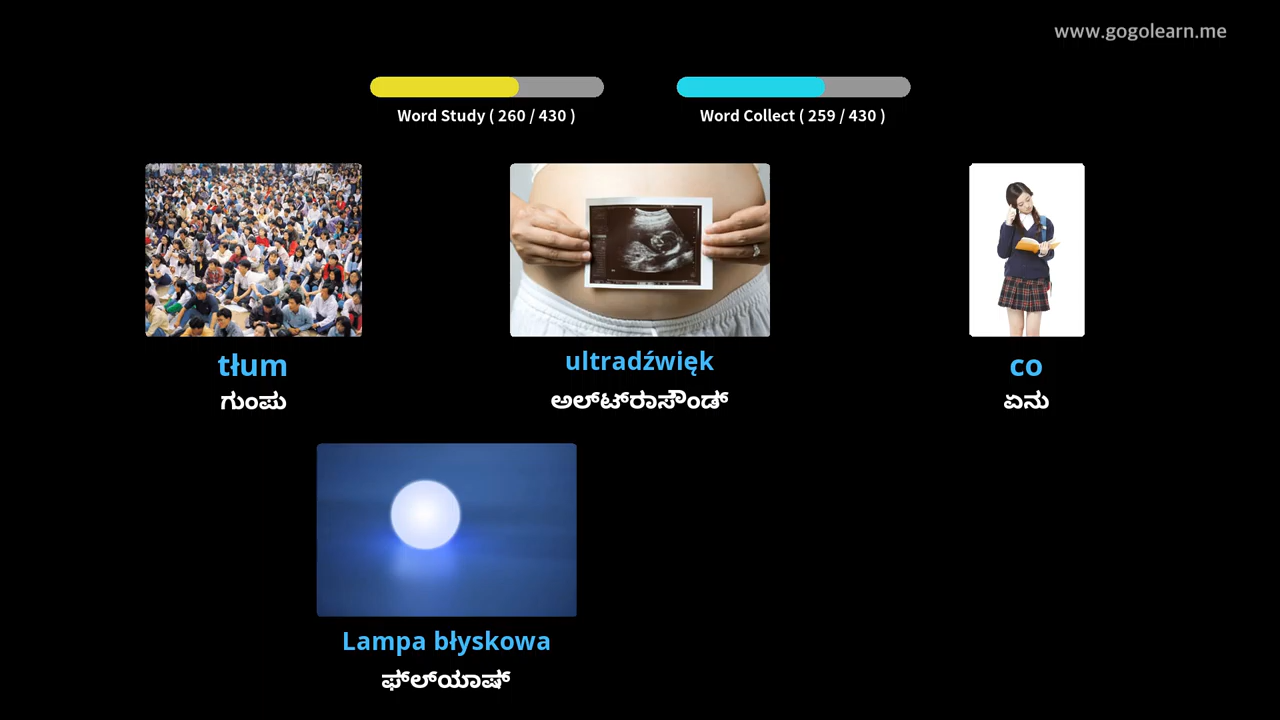 www.gogolearn.me
Word Study ( 260 / 430 )
Word Collect ( 259 / 430 )
tłum
ಗುಂಪು
ultradźwięk
ಅಲ್ಟ್ರಾಸೌಂಡ್
co
ಏನು
Lampa błyskowa
ಫ್ಲ್ಯಾಷ್